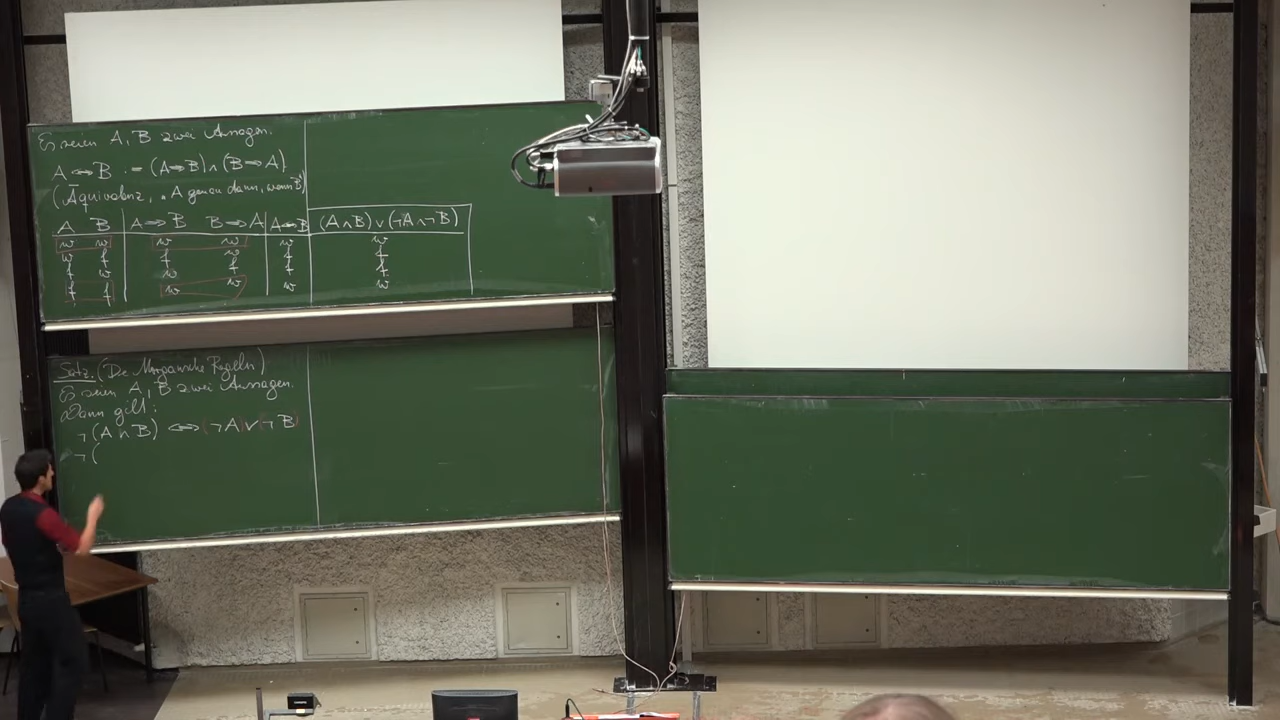 Es seien A, B zwei Aussagen.
A ⇔ B := (A ⇒ B) ∧ (B ⇒ A).
(Äquivalenz, „A genau dann, wenn B")
A B | A ⇒ B B ⇒ A | A ⇔ B | (A ∧ B) ∨ (¬A ∧ ¬B)
w w | w w | w | w
w f | f w | f | f
f w | w f | f | f
f f | w w | w | w
Satz. (De Morgansche Regeln)
Es seien A, B zwei Aussagen.
Dann gilt:
¬(A ∧ B) ⇔ (¬A) ∨ (¬B)
¬(